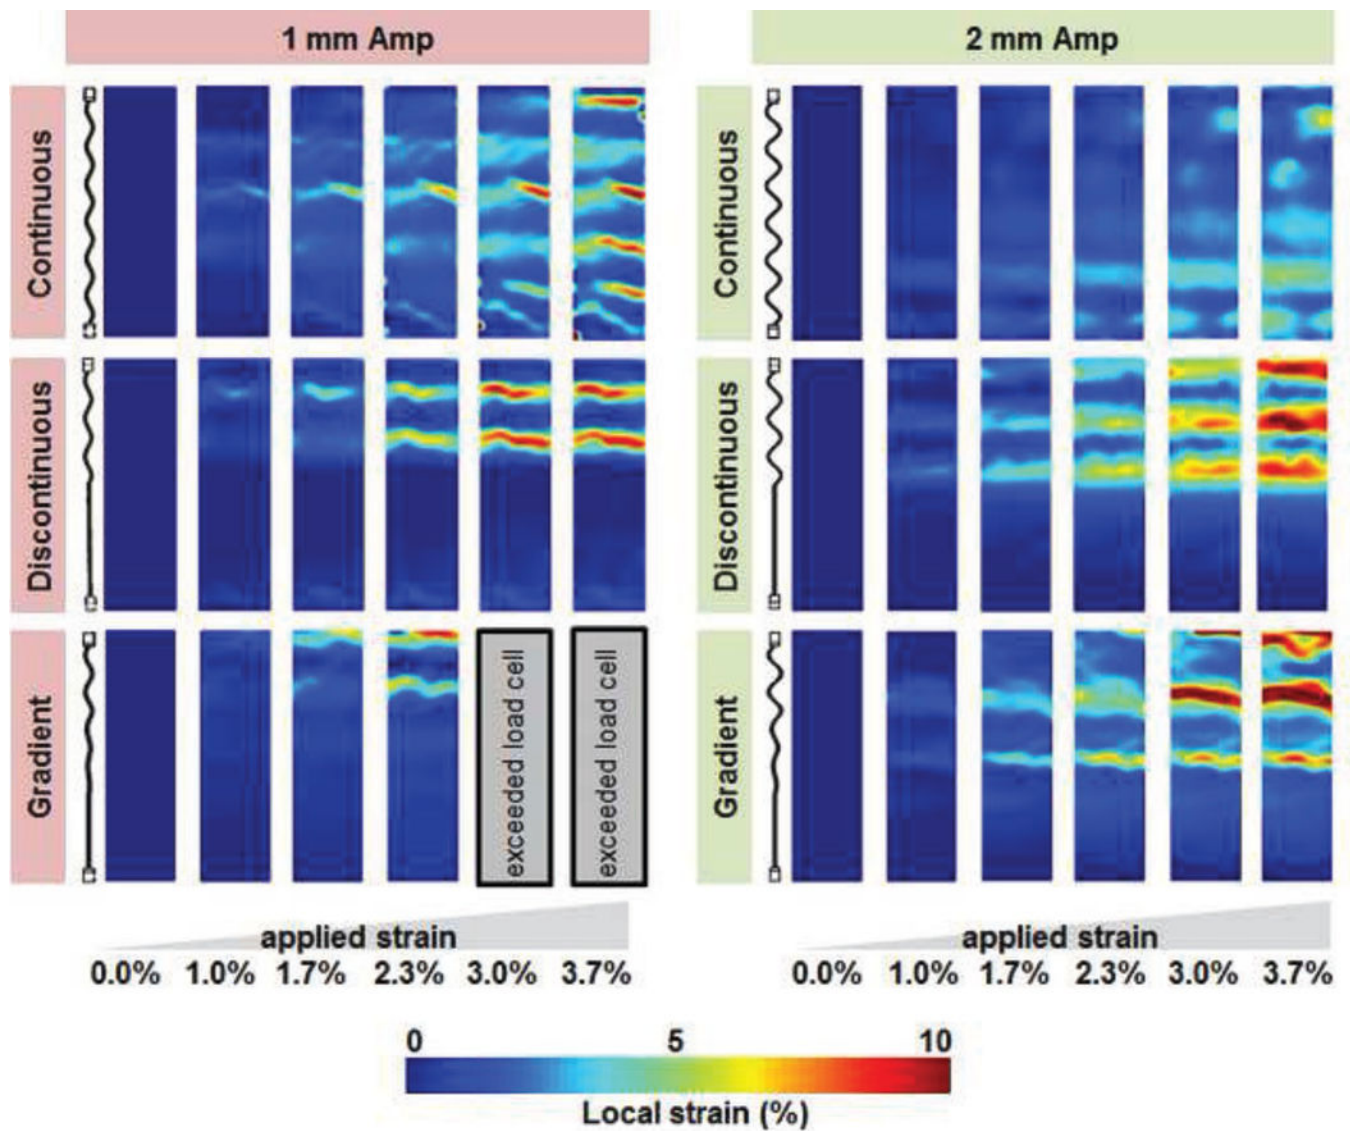 1 mm Amp
2 mm Amp
Continuous
Continuous
Discontinuous
Discontinuous
Gradient
exceeded load cell
exceeded load cell
Gradient
applied strain
0.0% 1.0% 1.7% 2.3% 3.0% 3.7%
applied strain
0.0% 1.0% 1.7% 2.3% 3.0% 3.7%
0 5 10
Local strain (%)